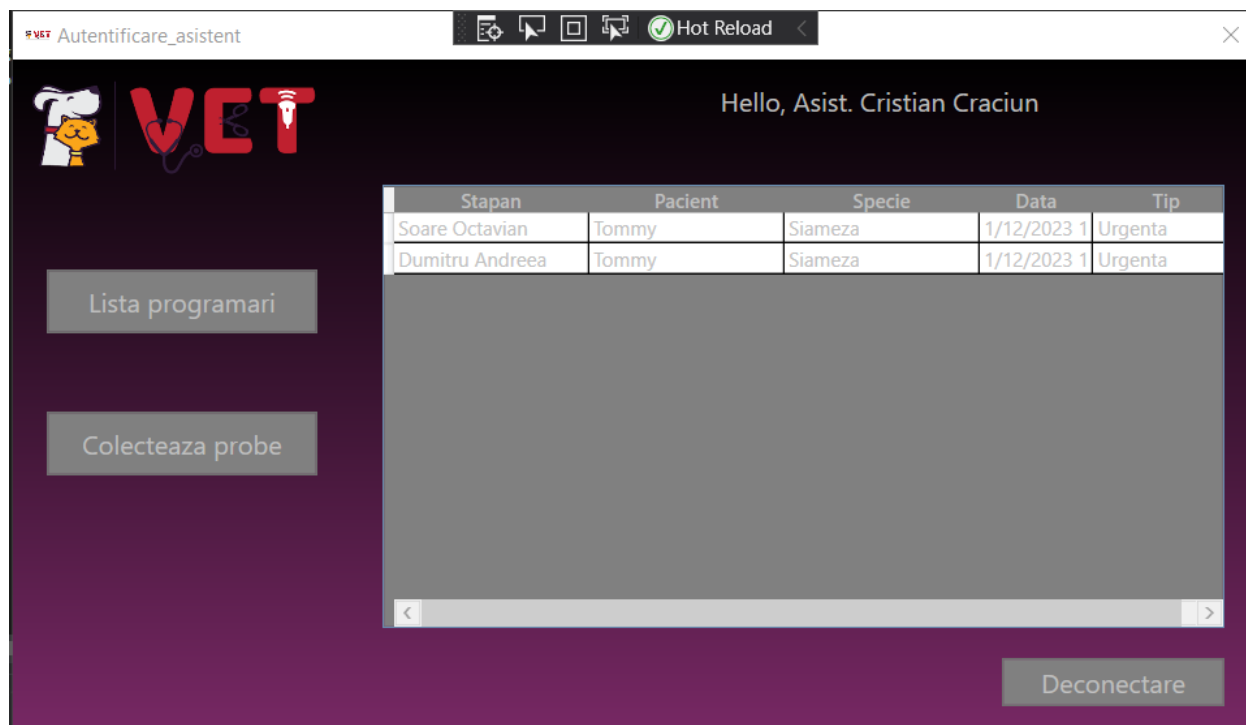 VET Autentificare_asistent
Hot Reload
VET
Hello, Asist. Cristian Craciun
Stapan Pacient Specie Data Tip
Soare Octavian Tommy Siameza 1/12/2023 1 Urgenta
Dumitru Andreea Tommy Siameza 1/12/2023 1 Urgenta
Lista programari
Colecteaza probe
Deconectare